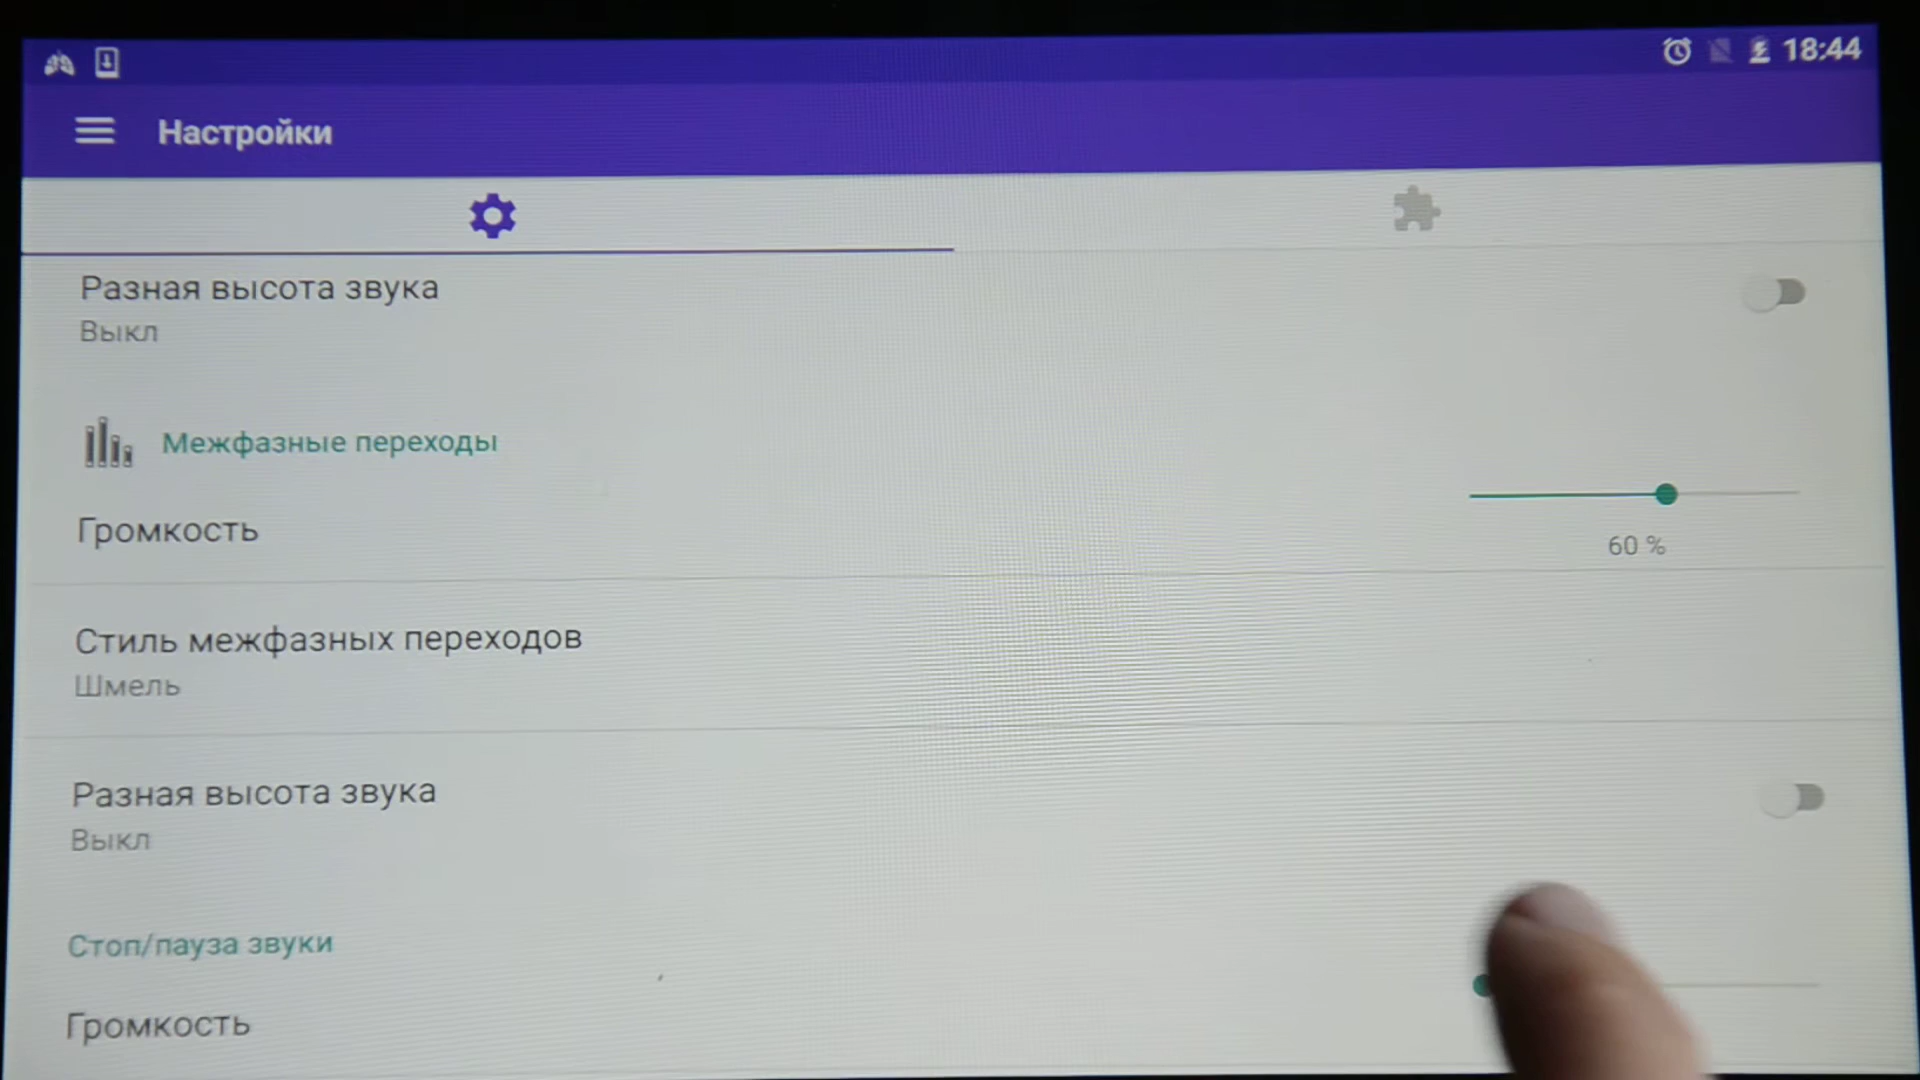 18:44
Настройки
Разная высота звука
Выкл
Межфазные переходы
Громкость
60 %
Стиль межфазных переходов
Шмель
Разная высота звука
Выкл
Стоп/пауза звуки
Громкость